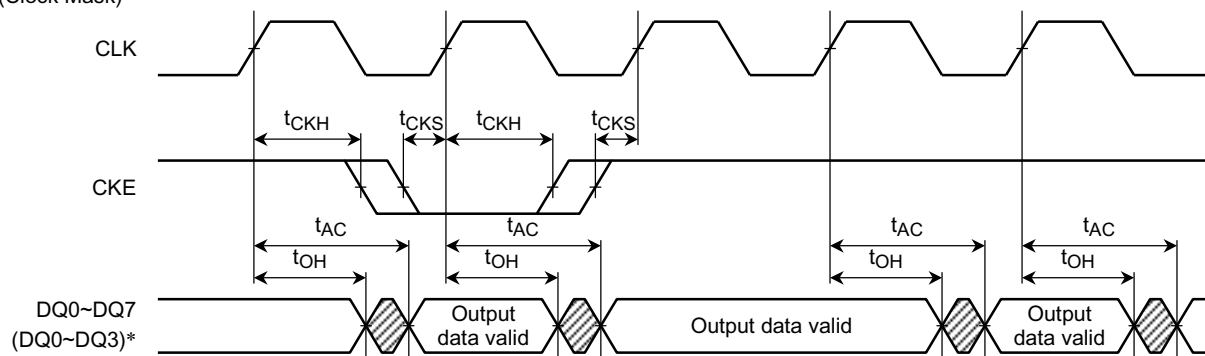 (Clock Mask)
CLK
tCKH tCKS tCKH tCKS
CKE
tAC tAC tAC tAC
tOH tOH tOH tOH
DQ0~DQ7
(DQ0~DQ3)*
Output
data valid
Output data valid
Output
data valid